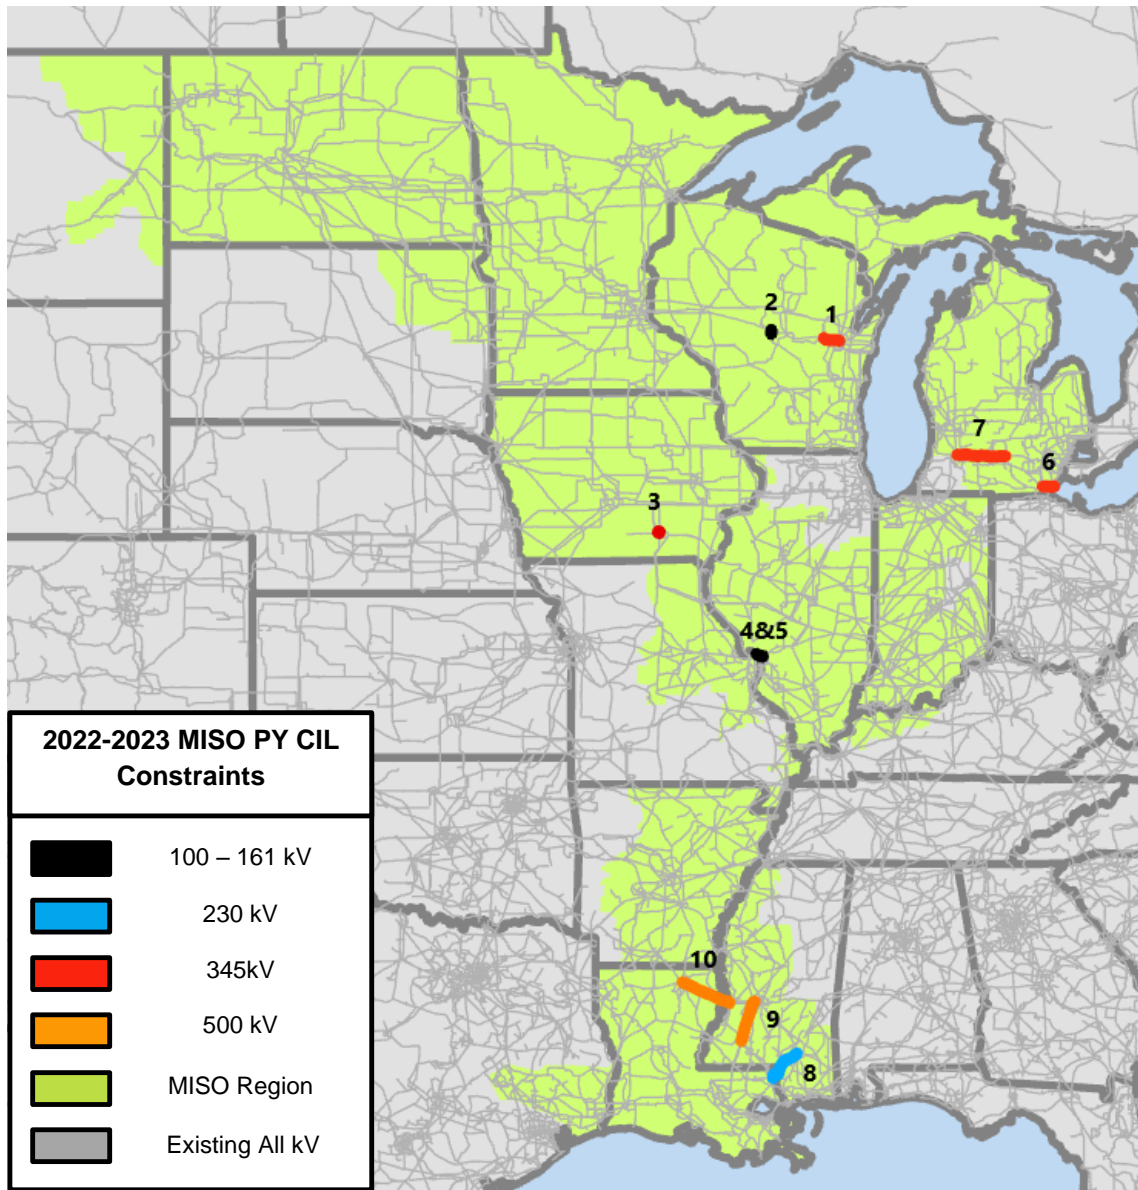 2
1
7
6
3
4&5
2022-2023 MISO PY CIL
Constraints
100 – 161 kV
230 kV
345kV
500 kV
MISO Region
Existing All kV
10
9
8